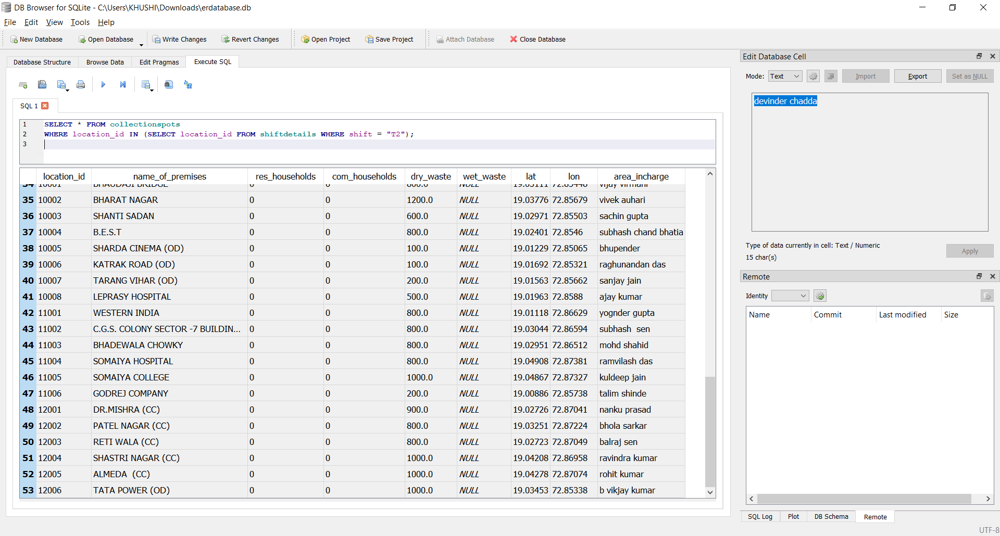 DB Browser for SQLite - C:\Users\KHUSHI\Downloads\erdatabase.db
File Edit View Tools Help
New Database Open Database Write Changes Revert Changes Open Project Save Project Attach Database Close Database
Database Structure Browse Data Edit Pragmas Execute SQL
SQL 1
1 SELECT * FROM collectionspots
2 WHERE location_id IN (SELECT location_id FROM shiftdetails WHERE shift = "T2");
3
location_id name_of_premises res_households com_households dry_waste wet_waste lat lon area_incharge
34 10001 BHAUDAJI BRIDGE 0 0 800.0 NULL 19.03111 72.85448 vijay virmani
35 10002 BHARAT NAGAR 0 0 1200.0 NULL 19.03776 72.85679 vivek auhari
36 10003 SHANTI SADAN 0 0 600.0 NULL 19.02971 72.85503 sachin gupta
37 10004 B.E.S.T 0 0 800.0 NULL 19.02401 72.8546 subhash chand bhatia
38 10005 SHARDA CINEMA (OD) 0 0 100.0 NULL 19.01229 72.85065 bhupender
39 10006 KATRAK ROAD (OD) 0 0 100.0 NULL 19.01692 72.85321 raghunandan das
40 10007 TARANG VIHAR (OD) 0 0 200.0 NULL 19.01563 72.85662 sanjay jain
41 10008 LEPRASY HOSPITAL 0 0 500.0 NULL 19.01963 72.8588 ajay kumar
42 11001 WESTERN INDIA 0 0 800.0 NULL 19.01118 72.86629 yognder gupta
43 11002 C.G.S. COLONY SECTOR -7 BUILDIN... 0 0 800.0 NULL 19.03044 72.86594 subhash  sen
44 11003 BHADEWALA CHOWKY 0 0 800.0 NULL 19.02951 72.86512 mohd shahid
45 11004 SOMAIYA HOSPITAL 0 0 800.0 NULL 19.04908 72.87381 ramvilash das
46 11005 SOMAIYA COLLEGE 0 0 1000.0 NULL 19.04867 72.87327 kuldeep jain
47 11006 GODREJ COMPANY 0 0 200.0 NULL 19.00886 72.85738 talim shinde
48 12001 DR.MISHRA (CC) 0 0 900.0 NULL 19.02726 72.87041 nanku prasad
49 12002 PATEL NAGAR (CC) 0 0 800.0 NULL 19.03251 72.87224 bhola sarkar
50 12003 RETI WALA (CC) 0 0 800.0 NULL 19.02723 72.87049 balraj sen
51 12004 SHASTRI NAGAR (CC) 0 0 1000.0 NULL 19.04208 72.86958 ravindra kumar
52 12005 ALMEDA  (CC) 0 0 1000.0 NULL 19.04278 72.87074 rohit kumar
53 12006 TATA POWER (OD) 0 0 1000.0 NULL 19.03453 72.85338 b vikjay kumar
Edit Database Cell
Mode: Text Import Export Set as NULL
devinder chadda
Type of data currently in cell: Text / Numeric
15 char(s)
Apply
Remote
Identity
Name Commit Last modified Size
SQL Log Plot DB Schema Remote
UTF-8